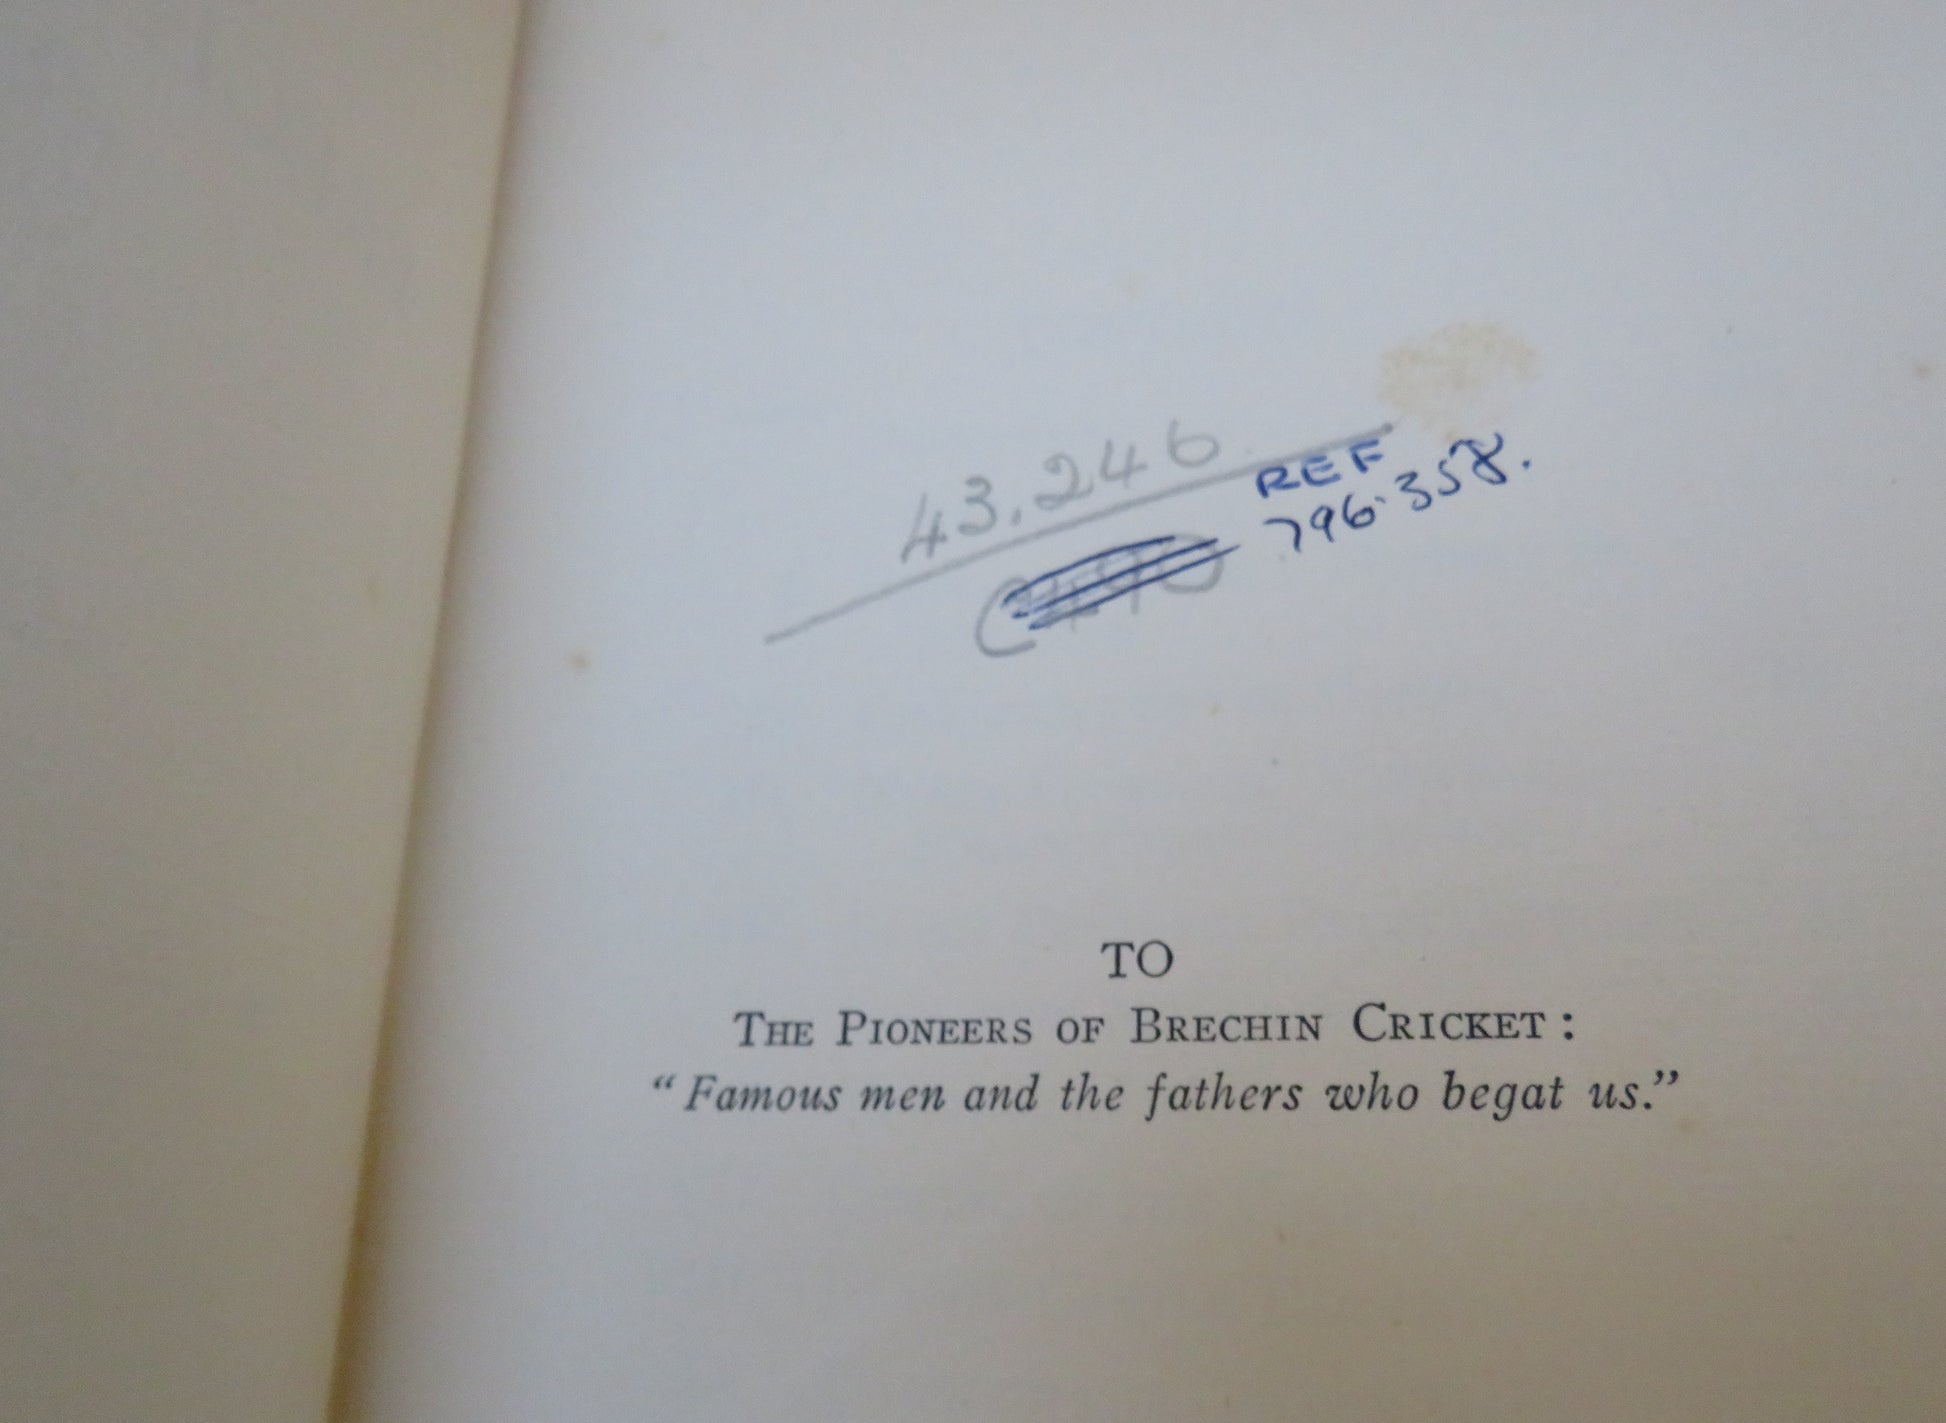 43,246
REF
796.358.
TO
THE PIONEERS OF BRECHIN CRICKET:
“Famous men and the fathers who begat us.”